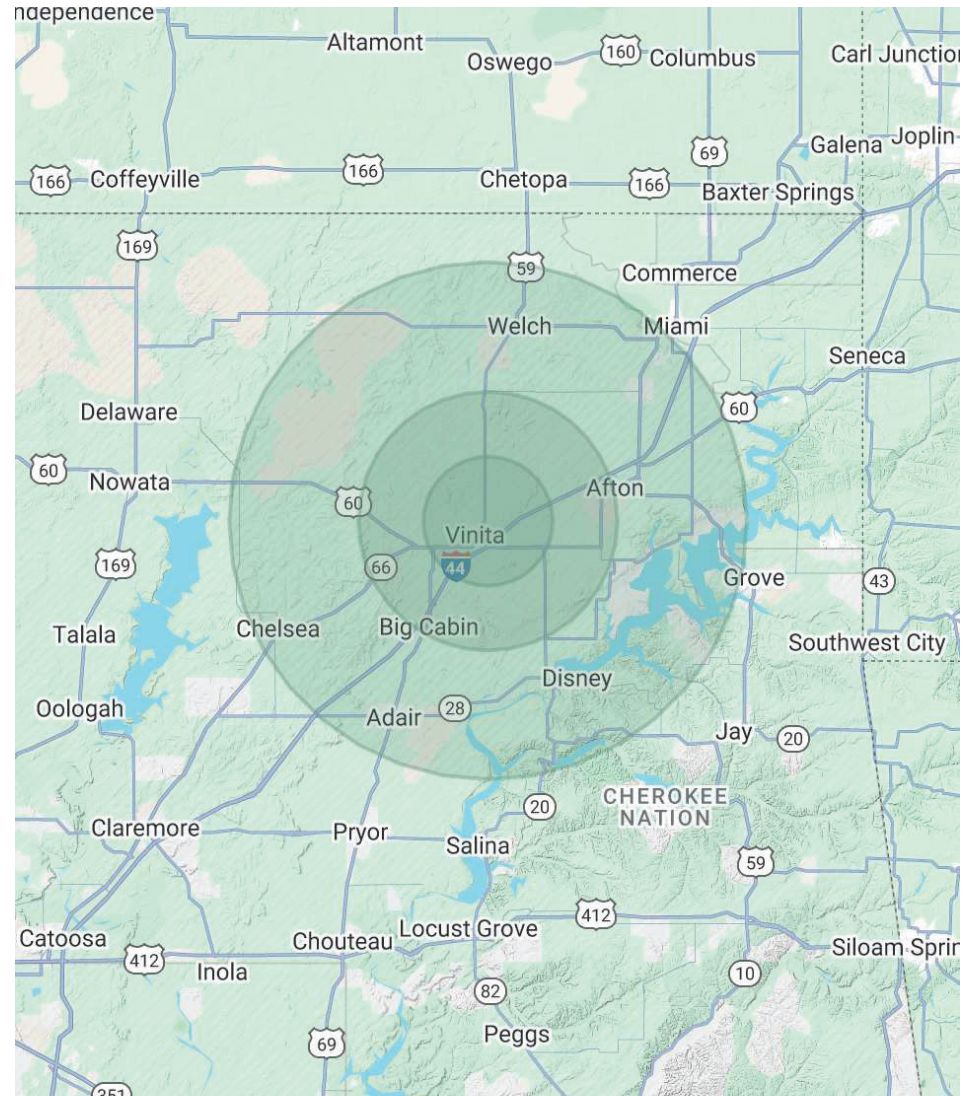 ndependence
Altamont
Oswego
160
Columbus
Carl Junction
69
Galena
Joplin
166
Coffeyville
166
Chetopa
166
Baxter Springs
169
59
Commerce
Welch
Miami
Seneca
Delaware
60
60
Nowata
60
Afton
Vinita
169
66
44
Grove
43
Talala
Chelsea
Big Cabin
Southwest City
Disney
Oologah
Adair
28
Jay
20
CHEROKEE
NATION
20
Claremore
Pryor
Salina
59
412
Catoosa
Chouteau
Locust Grove
Siloam Sprin
412
Inola
10
82
Peggs
69
351